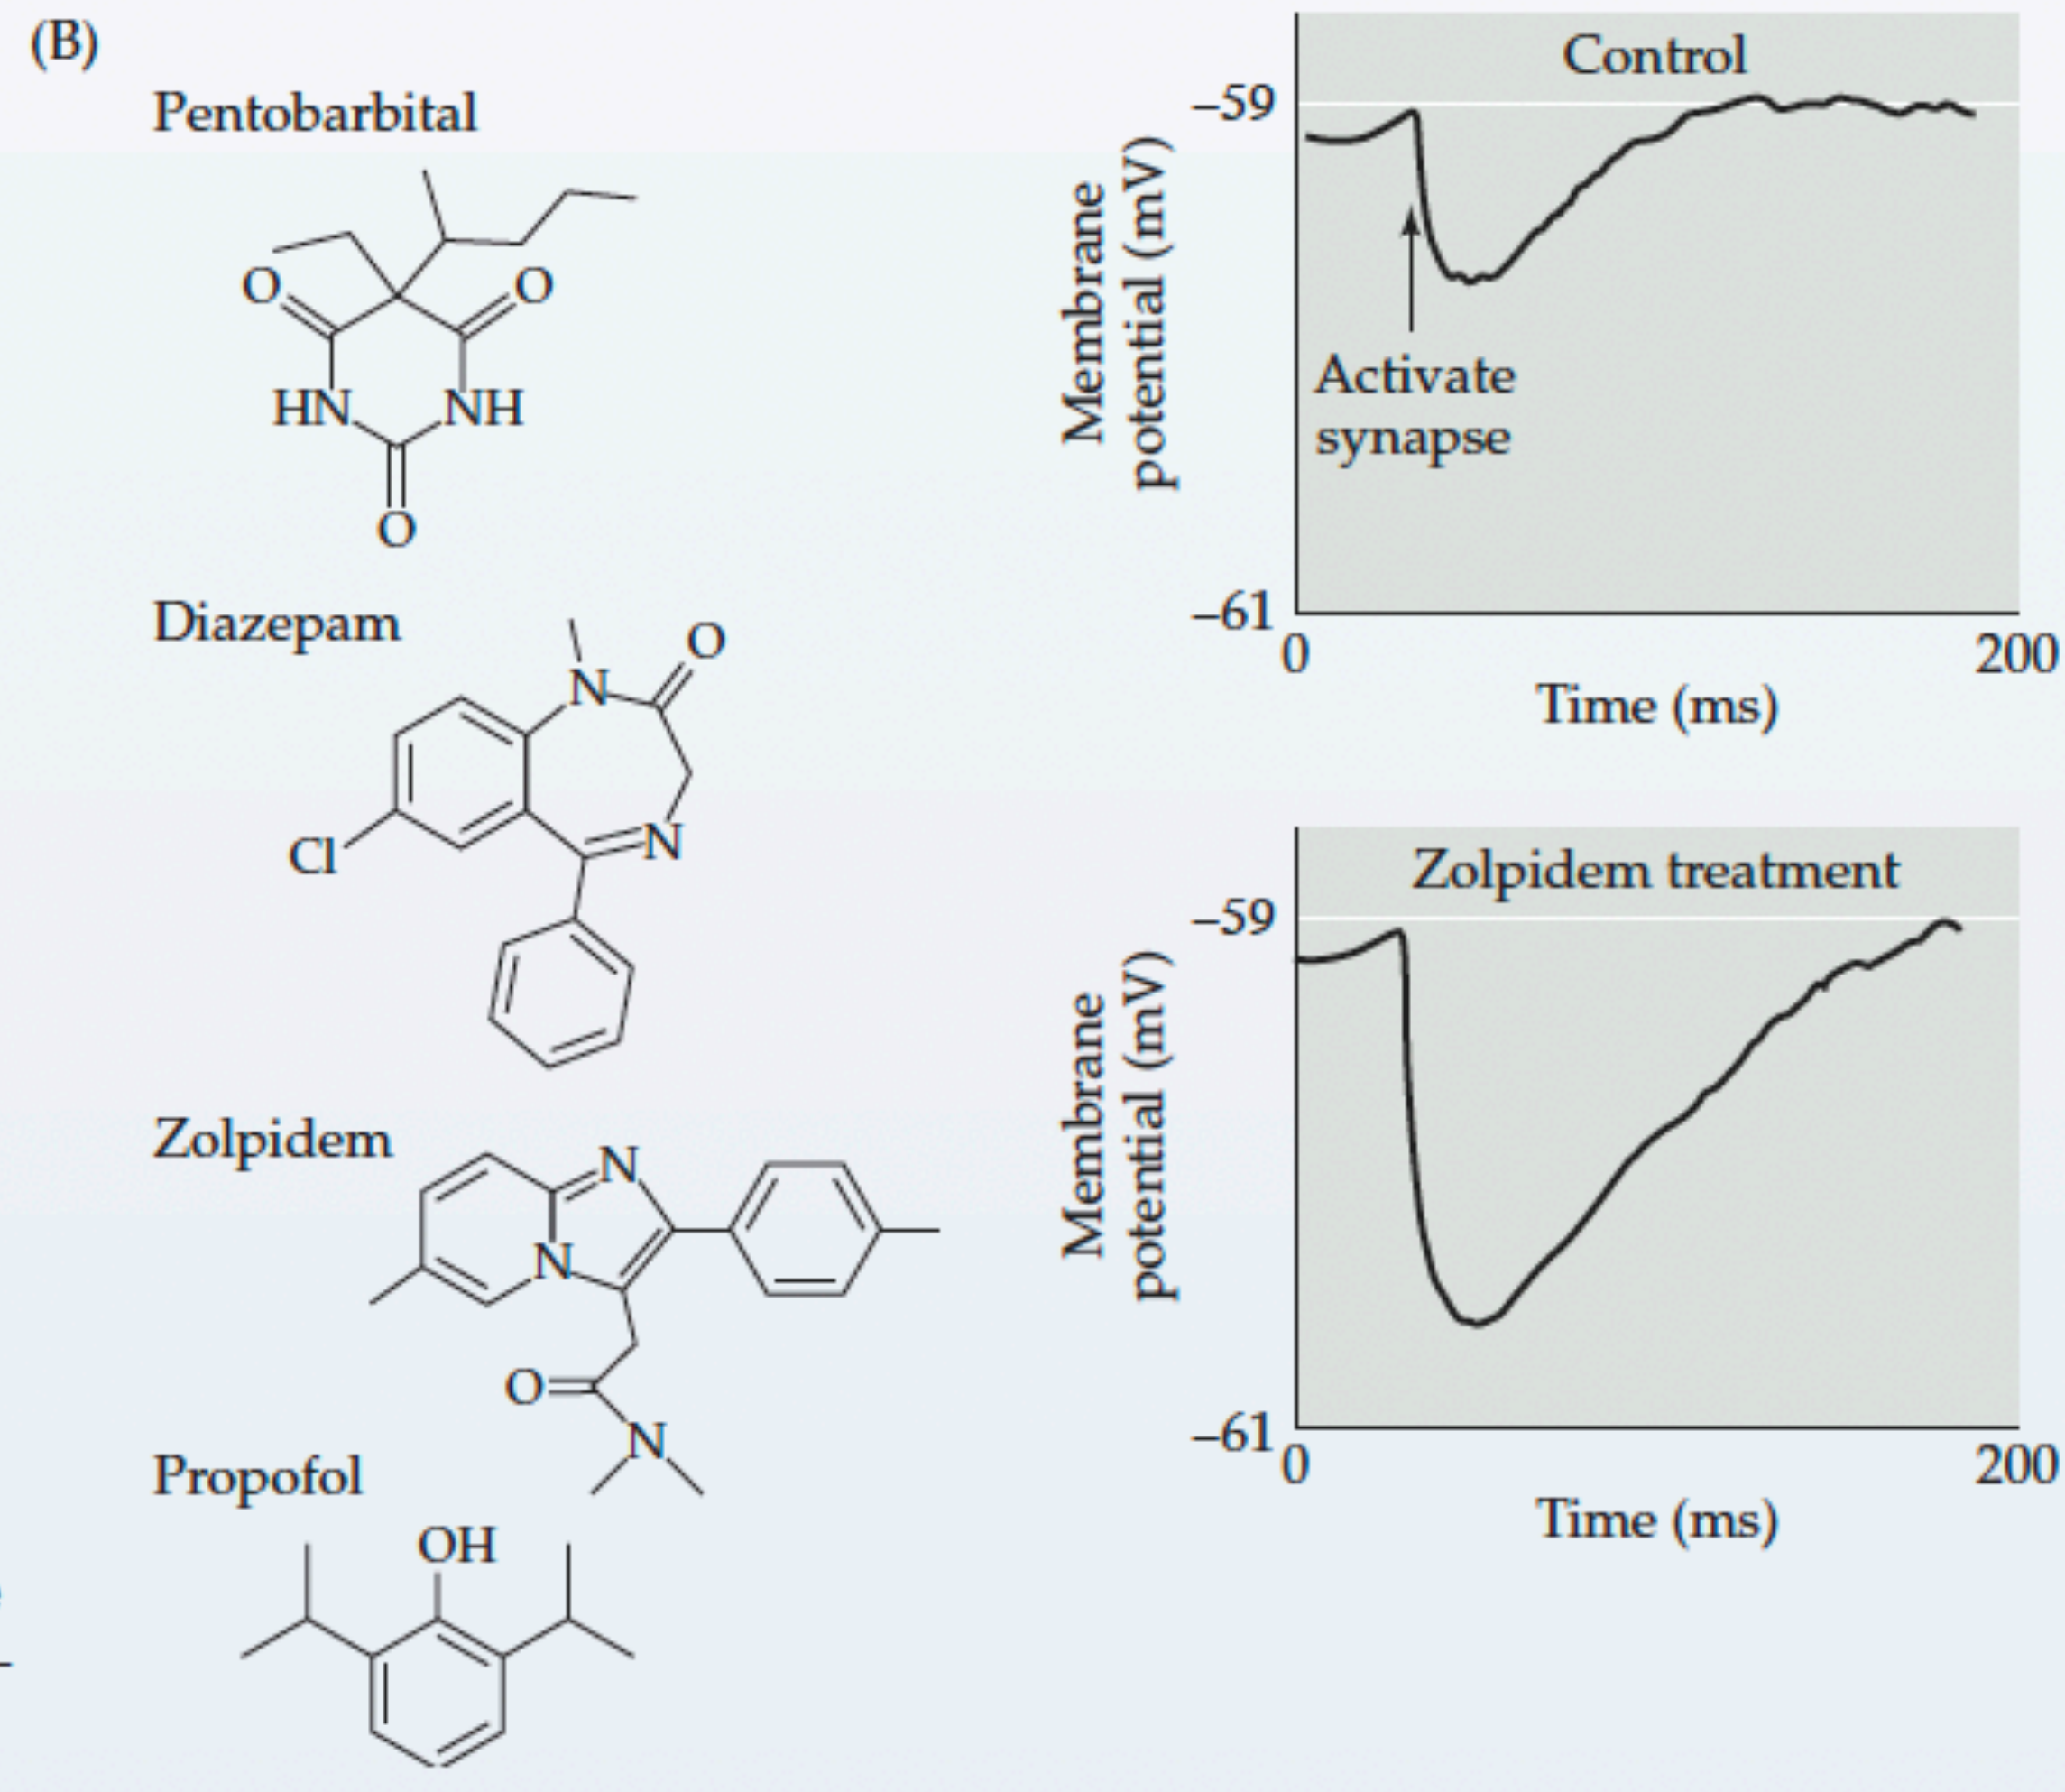 (B)
Pentobarbital
O
O
HN
NH
O
Diazepam
N
O
Cl
N
Zolpidem
N
N
O
N
Propofol
OH
Control
–59
Membrane
potential (mV)
Activate
synapse
–61
0
200
Time (ms)
Zolpidem treatment
–59
Membrane
potential (mV)
–61
0
200
Time (ms)